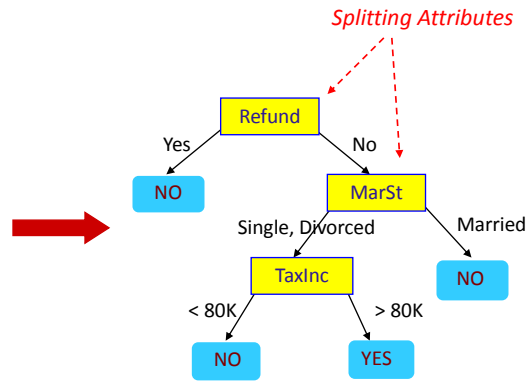 Splitting Attributes
Refund
Yes
No
NO
MarSt
Single, Divorced
Married
TaxInc
NO
< 80K
> 80K
NO
YES